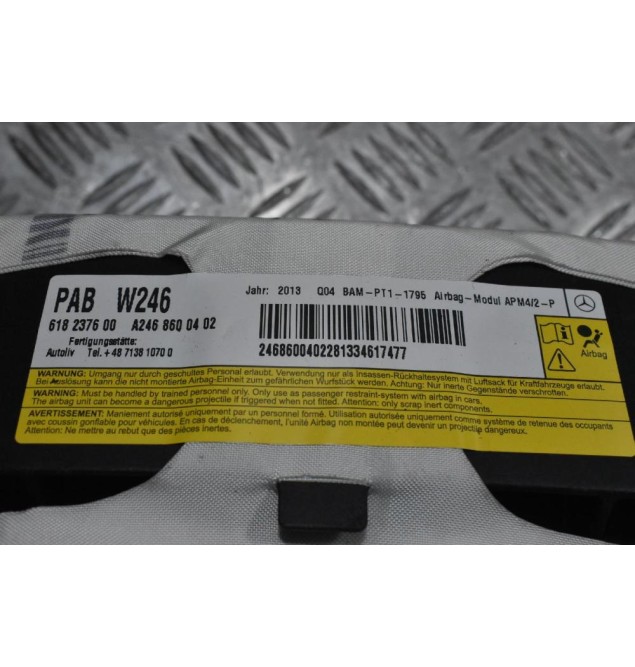 PAB W246
618 2376 00 A246 860 04 02
Fertigungsstätte:
Autoliv Tel. +48 7138 1070 0
Jahr: 2013 Q04 BAM-PT1-1795 Airbag-Modul APM4/2-P
2468600402281334617477
Airbag
WARNUNG: Umgang nur durch geschultes Personal erlaubt. Verwendung nur als Insassen-Rückhaltesystem mit Luftsack für Kraftfahrzeuge erlaubt.
Bei Auslösung kann die nicht montierte Airbag-Einheit zum gefährlichen Wurfstück werden. Achtung: Nur inerte Gegenstände verschrotten.
WARNING: Must be handled by trained personnel only. Only use as passenger restraint-system with airbag in cars.
The airbag unit can become a dangerous projectile if triggered when not fitted. Attention: only scrap inert components.
AVERTISSEMENT: Maniement autorisé uniquement par un personnel formé. Utilisation autorisée uniquement comme système de retenue des occupants
avec coussin gonflable pour véhicules. En cas de déclenchement, l'unité Airbag non montée peut devenir un projectile dangereux.
Attention: Ne mettre au rebut que des pièces inertes.